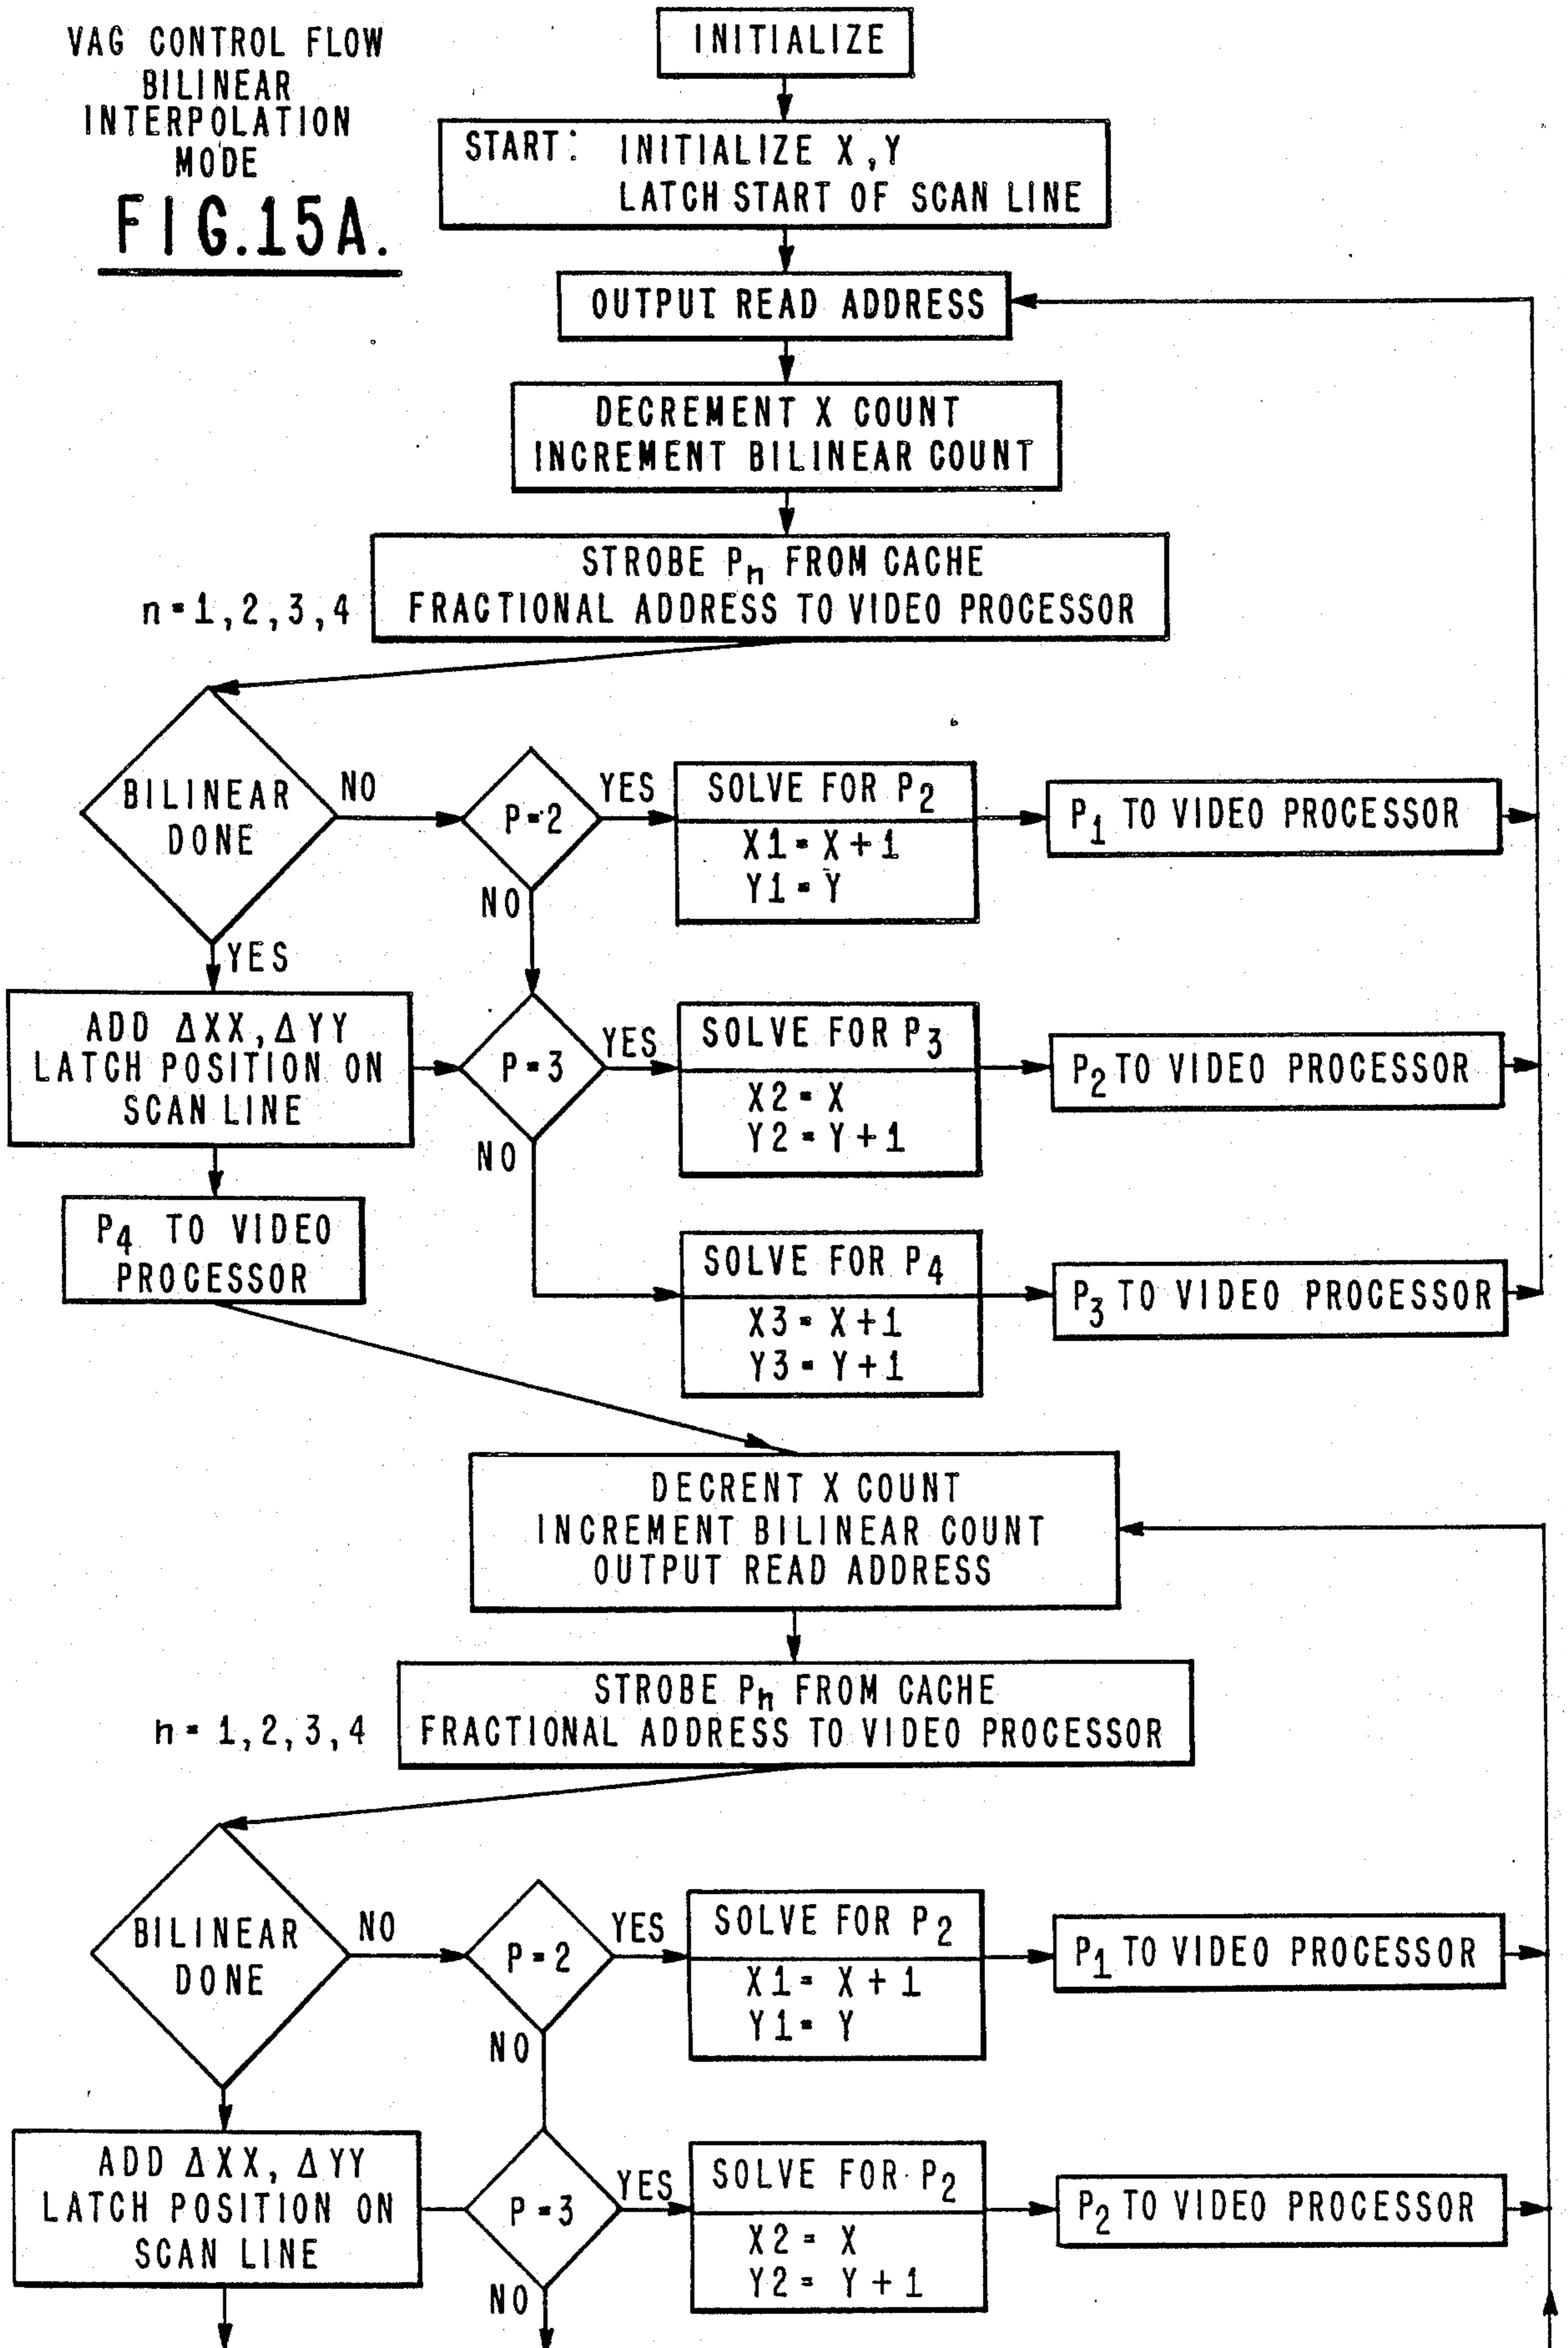 VAG CONTROL FLOW
BILINEAR
INTERPOLATION
MODE
FIG.15A.
INITIALIZE
START: INITIALIZE X,Y
LATCH START OF SCAN LINE
OUTPUT READ ADDRESS
DECREMENT X COUNT
INCREMENT BILINEAR COUNT
n=1,2,3,4
STROBE Pn FROM CACHE
FRACTIONAL ADDRESS TO VIDEO PROCESSOR
BILINEAR
DONE
NO
P=2
YES
SOLVE FOR P2
X1=X+1
Y1=Y
P1 TO VIDEO PROCESSOR
NO
YES
ADD ΔXX,ΔYY
LATCH POSITION ON
SCAN LINE
P=3
YES
SOLVE FOR P3
X2=X
Y2=Y+1
P2 TO VIDEO PROCESSOR
NO
P4 TO VIDEO
PROCESSOR
SOLVE FOR P4
X3=X+1
Y3=Y+1
P3 TO VIDEO PROCESSOR
DECRENT X COUNT
INCREMENT BILINEAR COUNT
OUTPUT READ ADDRESS
n=1,2,3,4
STROBE Pn FROM CACHE
FRACTIONAL ADDRESS TO VIDEO PROCESSOR
BILINEAR
DONE
NO
P=2
YES
SOLVE FOR P2
X1=X+1
Y1=Y
P1 TO VIDEO PROCESSOR
NO
ADD ΔXX, ΔYY
LATCH POSITION ON
SCAN LINE
P=3
YES
SOLVE FOR P2
X2=X
Y2=Y+1
P2 TO VIDEO PROCESSOR
NO